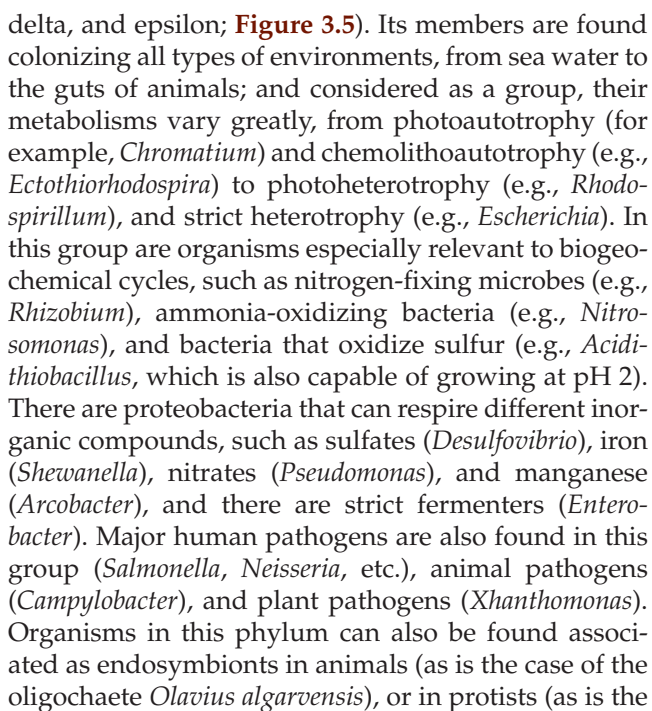 delta, and epsilon; Figure 3.5). Its members are found
colonizing all types of environments, from sea water to
the guts of animals; and considered as a group, their
metabolisms vary greatly, from photoautotrophy (for
example, Chromatium) and chemolithoautotrophy (e.g.,
Ectothiorhodospira) to photoheterotrophy (e.g., Rhodo-
spirillum), and strict heterotrophy (e.g., Escherichia). In
this group are organisms especially relevant to biogeo-
chemical cycles, such as nitrogen-fixing microbes (e.g.,
Rhizobium), ammonia-oxidizing bacteria (e.g., Nitro-
somonas), and bacteria that oxidize sulfur (e.g., Acidi-
thiobacillus, which is also capable of growing at pH 2).
There are proteobacteria that can respire different inor-
ganic compounds, such as sulfates (Desulfovibrio), iron
(Shewanella), nitrates (Pseudomonas), and manganese
(Arcobacter), and there are strict fermenters (Entero-
bacter). Major human pathogens are also found in this
group (Salmonella, Neisseria, etc.), animal pathogens
(Campylobacter), and plant pathogens (Xhanthomonas).
Organisms in this phylum can also be found associ-
ated as endosymbionts in animals (as is the case of the
oligochaete Olavius algarvensis), or in protists (as is the